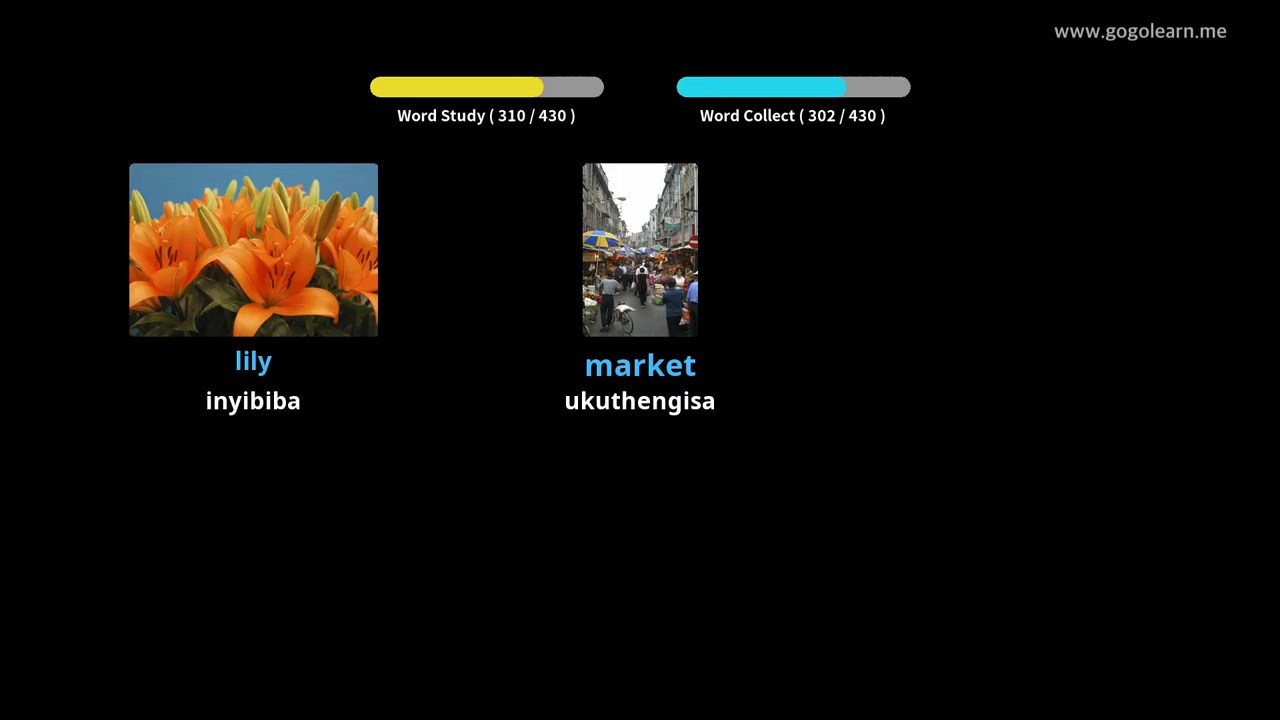 www.gogolearn.me
Word Study ( 310 / 430 )
Word Collect ( 302 / 430 )
lily
inyibiba
market
ukuthengisa